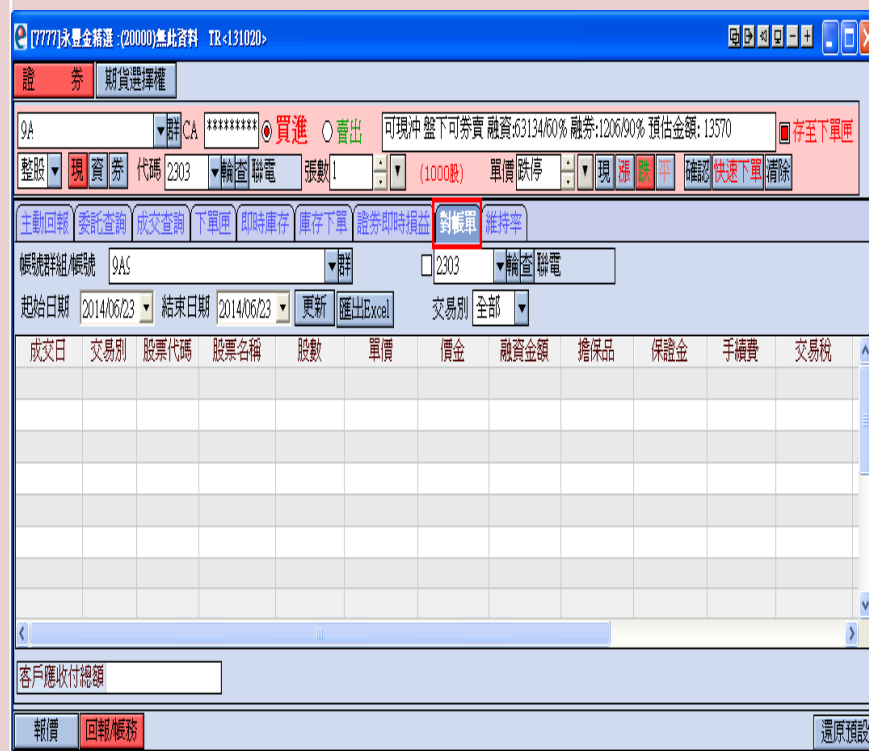 [7777]永豐金精選 :(20000)無此資料 TR<131020>
證 券 期貨選擇權
9A 群 CA ********* 買進 賣出 可現沖 盤下可券賣 融資:63134/60% 融券:1206/90% 預估金額: 13570 存至下單匣
整股 現 資 券 代碼 2303 輪 查 聯電 張數 1 (1000股) 單價 跌停 現 漲 跌 平 確認 快速下單 清除
主動回報 委託查詢 成交查詢 下單匣 即時庫存 庫存下單 證券即時損益 對帳單 維持率
帳號群組/帳號 9A9 群 2303 輪 查 聯電
起始日期 2014/06/23 結束日期 2014/06/23 更新 匯出Excel 交易別 全部
成交日 交易別 股票代碼 股票名稱 股數 單價 價金 融資金額 擔保品 保證金 手續費 交易稅
客戶應收付總額
報價 回報/帳務 還原預設